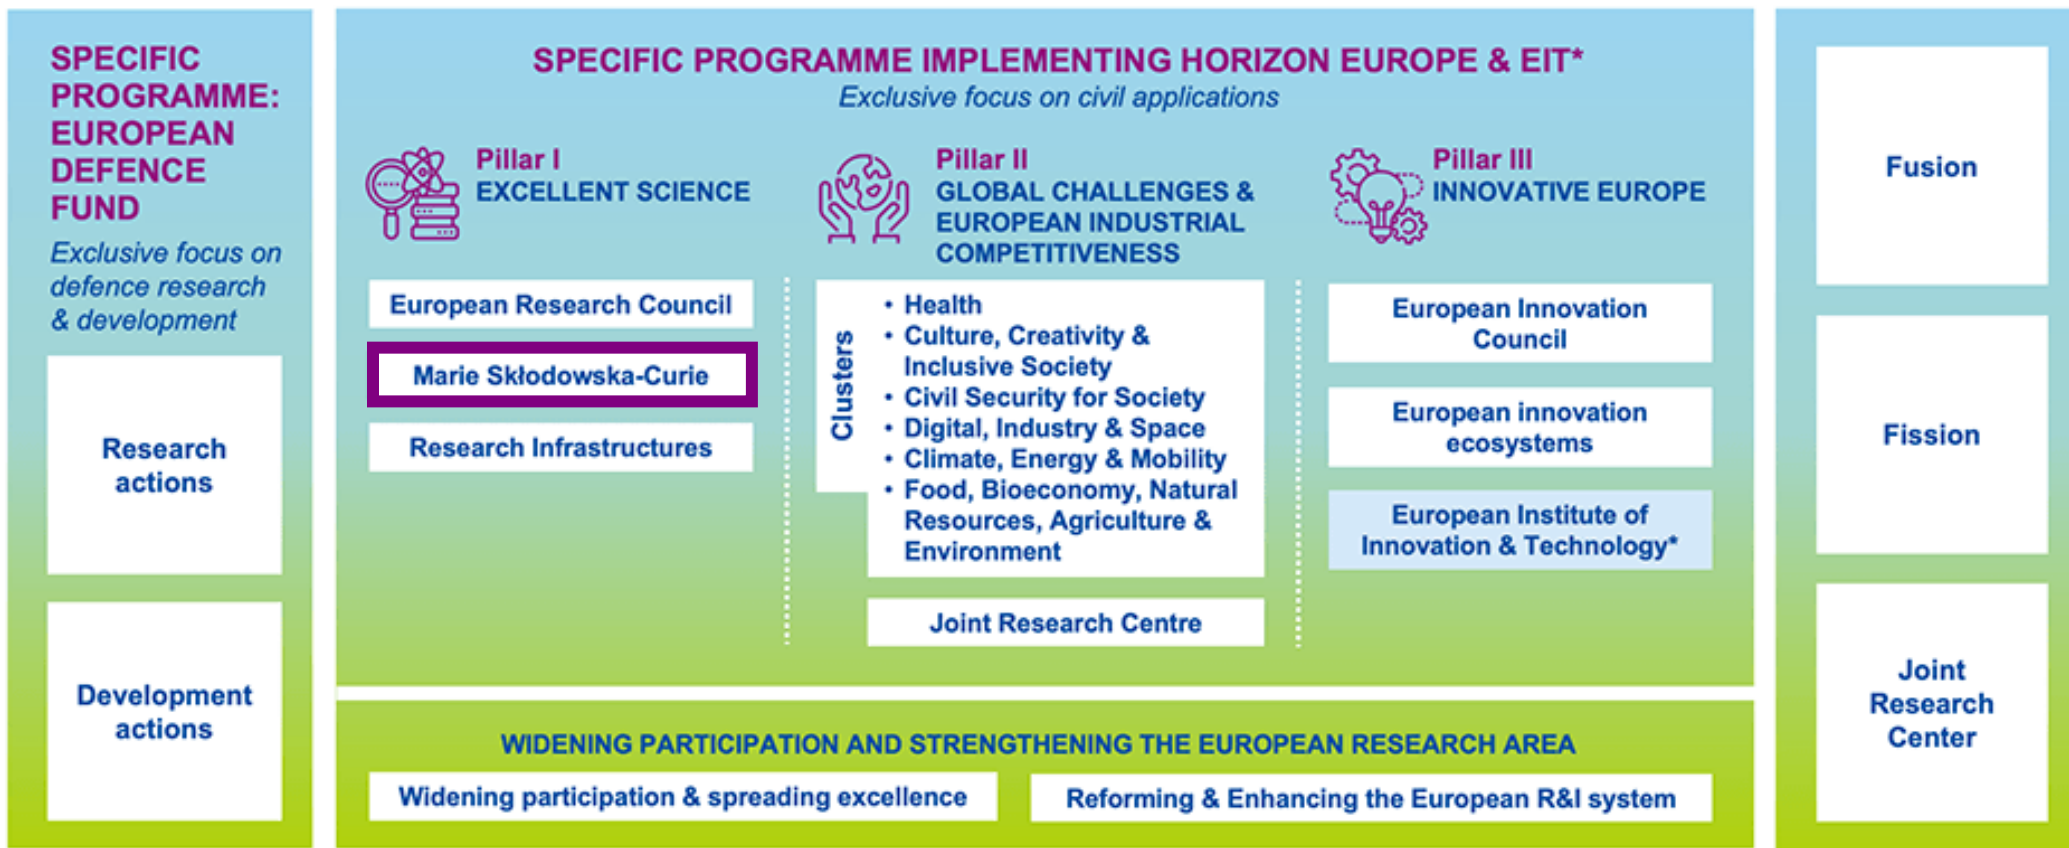 SPECIFIC
PROGRAMME:
EUROPEAN
DEFENCE
FUND
Exclusive focus on
defence research
& development
Research
actions
Development
actions
SPECIFIC PROGRAMME IMPLEMENTING HORIZON EUROPE & EIT*
Exclusive focus on civil applications
Pillar I
EXCELLENT SCIENCE
European Research Council
Marie Skłodowska-Curie
Research Infrastructures
Pillar II
GLOBAL CHALLENGES &
EUROPEAN INDUSTRIAL
COMPETITIVENESS
Clusters
• Health
• Culture, Creativity &
Inclusive Society
• Civil Security for Society
• Digital, Industry & Space
• Climate, Energy & Mobility
• Food, Bioeconomy, Natural
Resources, Agriculture &
Environment
Joint Research Centre
Pillar III
INNOVATIVE EUROPE
European Innovation
Council
European innovation
ecosystems
European Institute of
Innovation & Technology*
WIDENING PARTICIPATION AND STRENGTHENING THE EUROPEAN RESEARCH AREA
Widening participation & spreading excellence
Reforming & Enhancing the European R&I system
Fusion
Fission
Joint
Research
Center